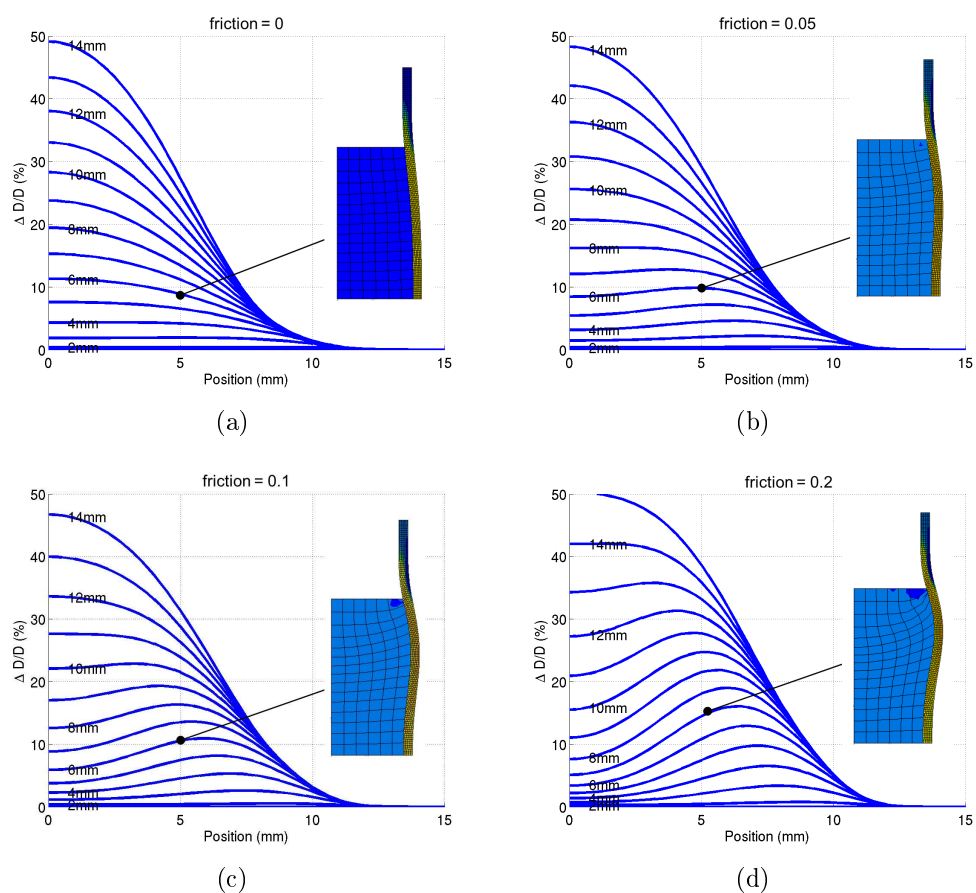 friction = 0
50
40
30
20
10
0
Δ D/D (%)
14mm
12mm
10mm
8mm
6mm
4mm
2mm
0 5 10 15
Position (mm)
(a)
friction = 0.05
50
40
30
20
10
0
Δ D/D (%)
14mm
12mm
10mm
8mm
6mm
4mm
2mm
0 5 10 15
Position (mm)
(b)
friction = 0.1
50
40
30
20
10
0
Δ D/D (%)
14mm
12mm
10mm
8mm
6mm
4mm
2mm
0 5 10 15
Position (mm)
(c)
friction = 0.2
50
40
30
20
10
0
Δ D/D (%)
14mm
12mm
10mm
8mm
6mm
4mm
2mm
0 5 10 15
Position (mm)
(d)